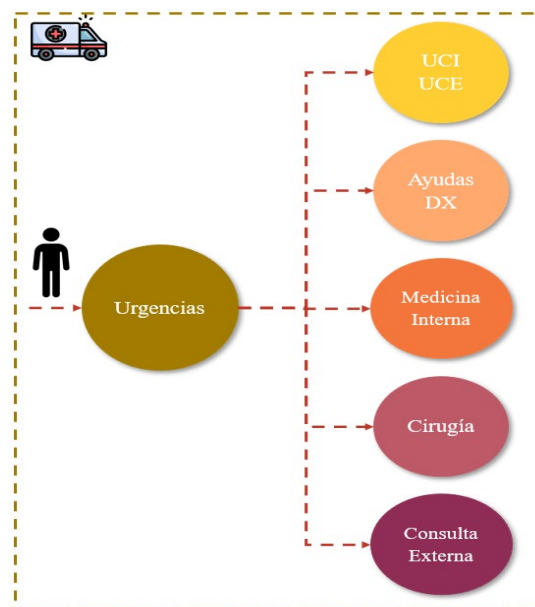 UCI
UCE
Ayudas
DX
Urgencias
Medicina
Interna
Cirugía
Consulta
Externa